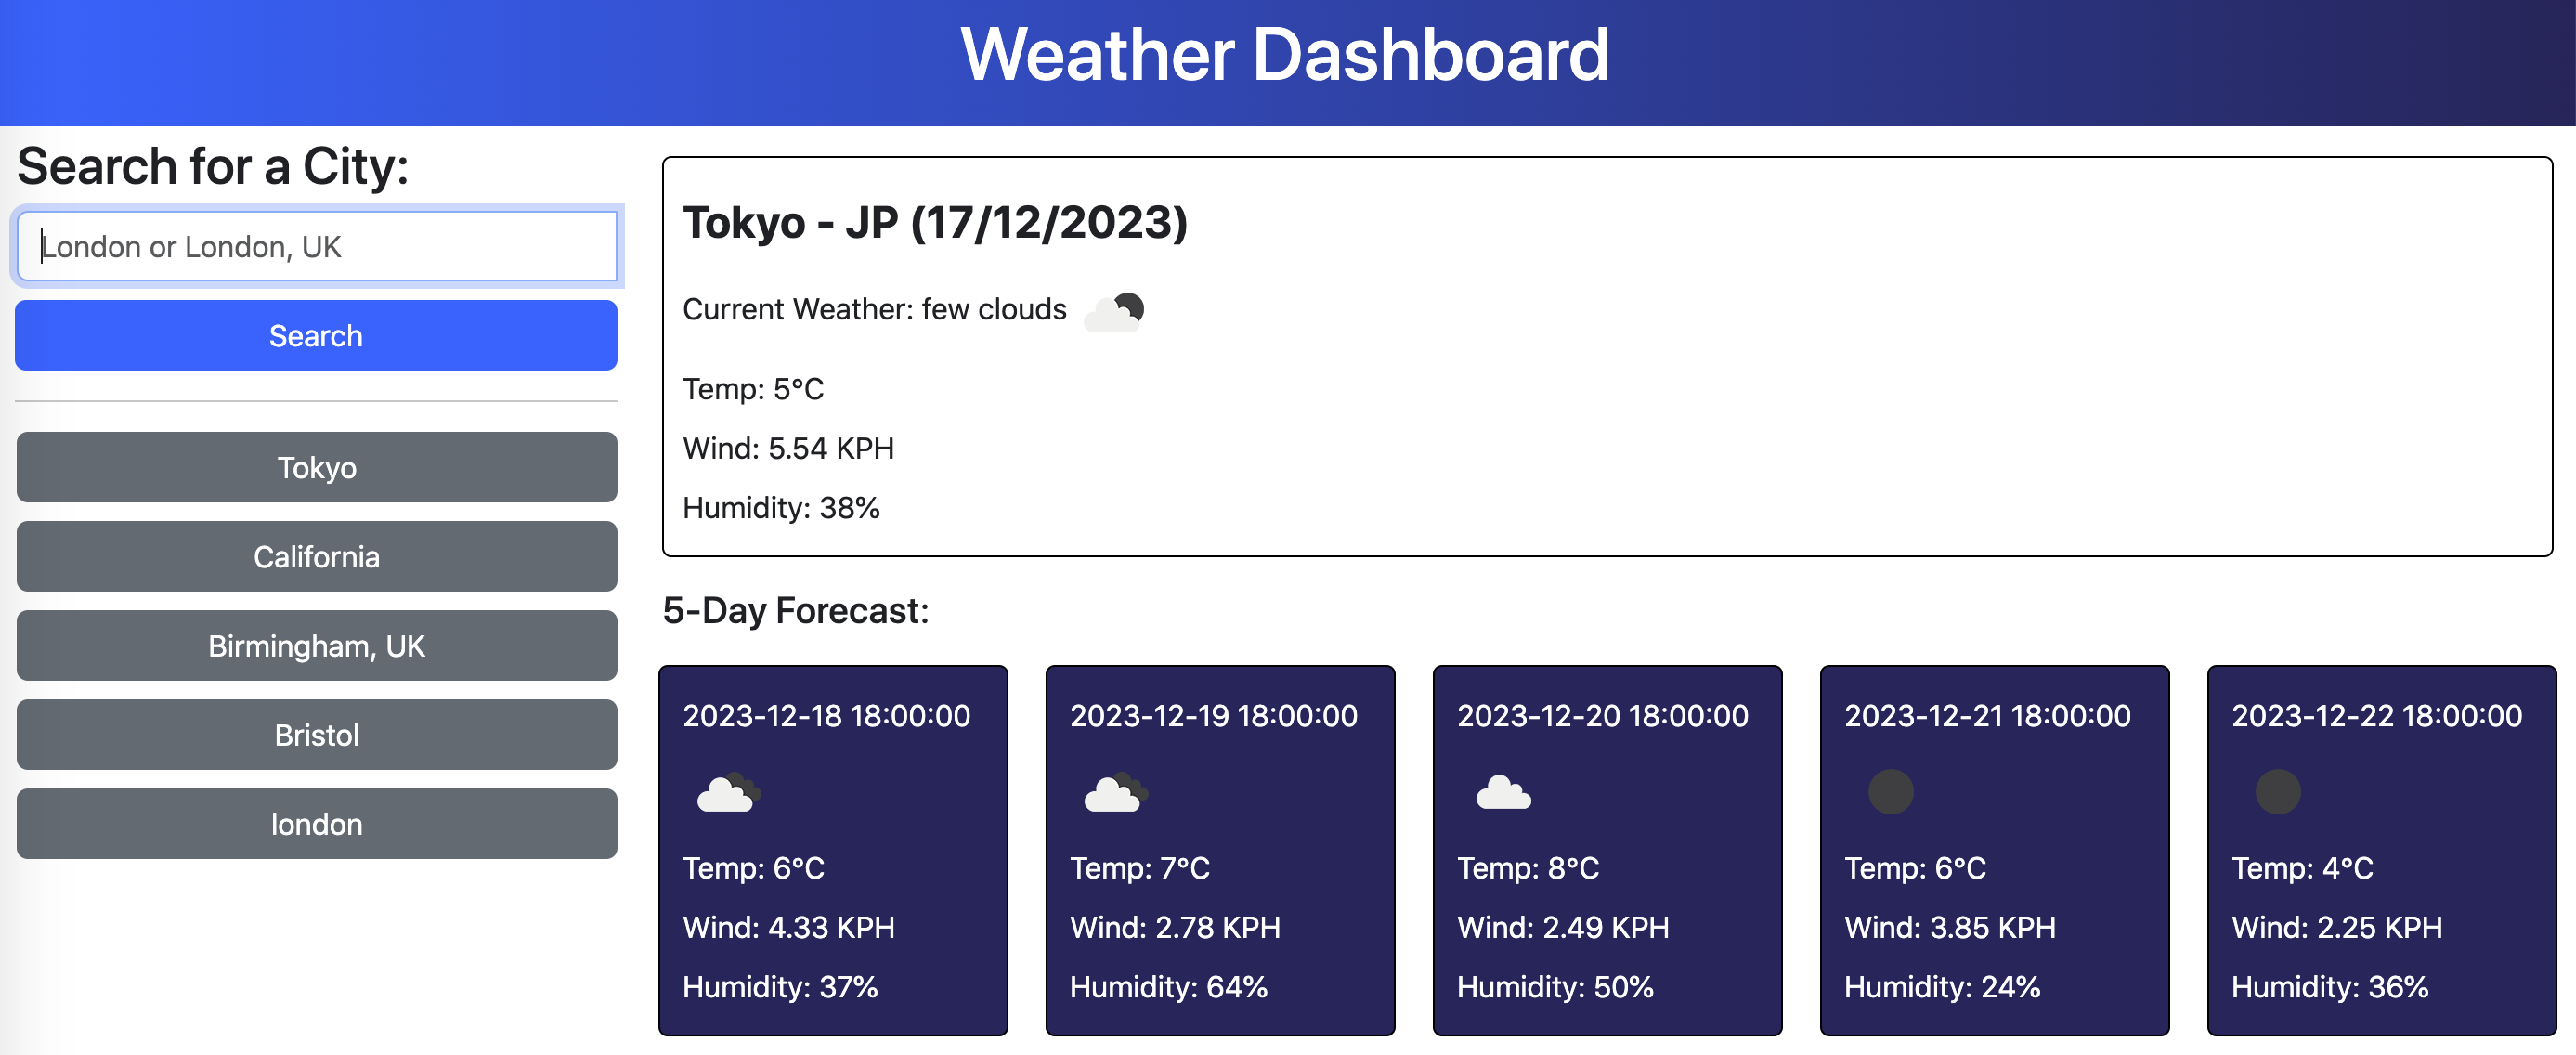 Weather Dashboard
Search for a City:
London or London, UK
Search
Tokyo
California
Birmingham, UK
Bristol
london
Tokyo - JP (17/12/2023)
Current Weather: few clouds
Temp: 5°C
Wind: 5.54 KPH
Humidity: 38%
5-Day Forecast:
2023-12-18 18:00:00
Temp: 6°C
Wind: 4.33 KPH
Humidity: 37%
2023-12-19 18:00:00
Temp: 7°C
Wind: 2.78 KPH
Humidity: 64%
2023-12-20 18:00:00
Temp: 8°C
Wind: 2.49 KPH
Humidity: 50%
2023-12-21 18:00:00
Temp: 6°C
Wind: 3.85 KPH
Humidity: 24%
2023-12-22 18:00:00
Temp: 4°C
Wind: 2.25 KPH
Humidity: 36%